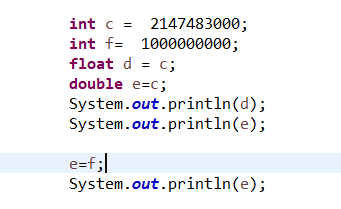 int c =  2147483000;
int f=  1000000000;
float d = c;
double e=c;
System.out.println(d);
System.out.println(e);
e=f;
System.out.println(e);